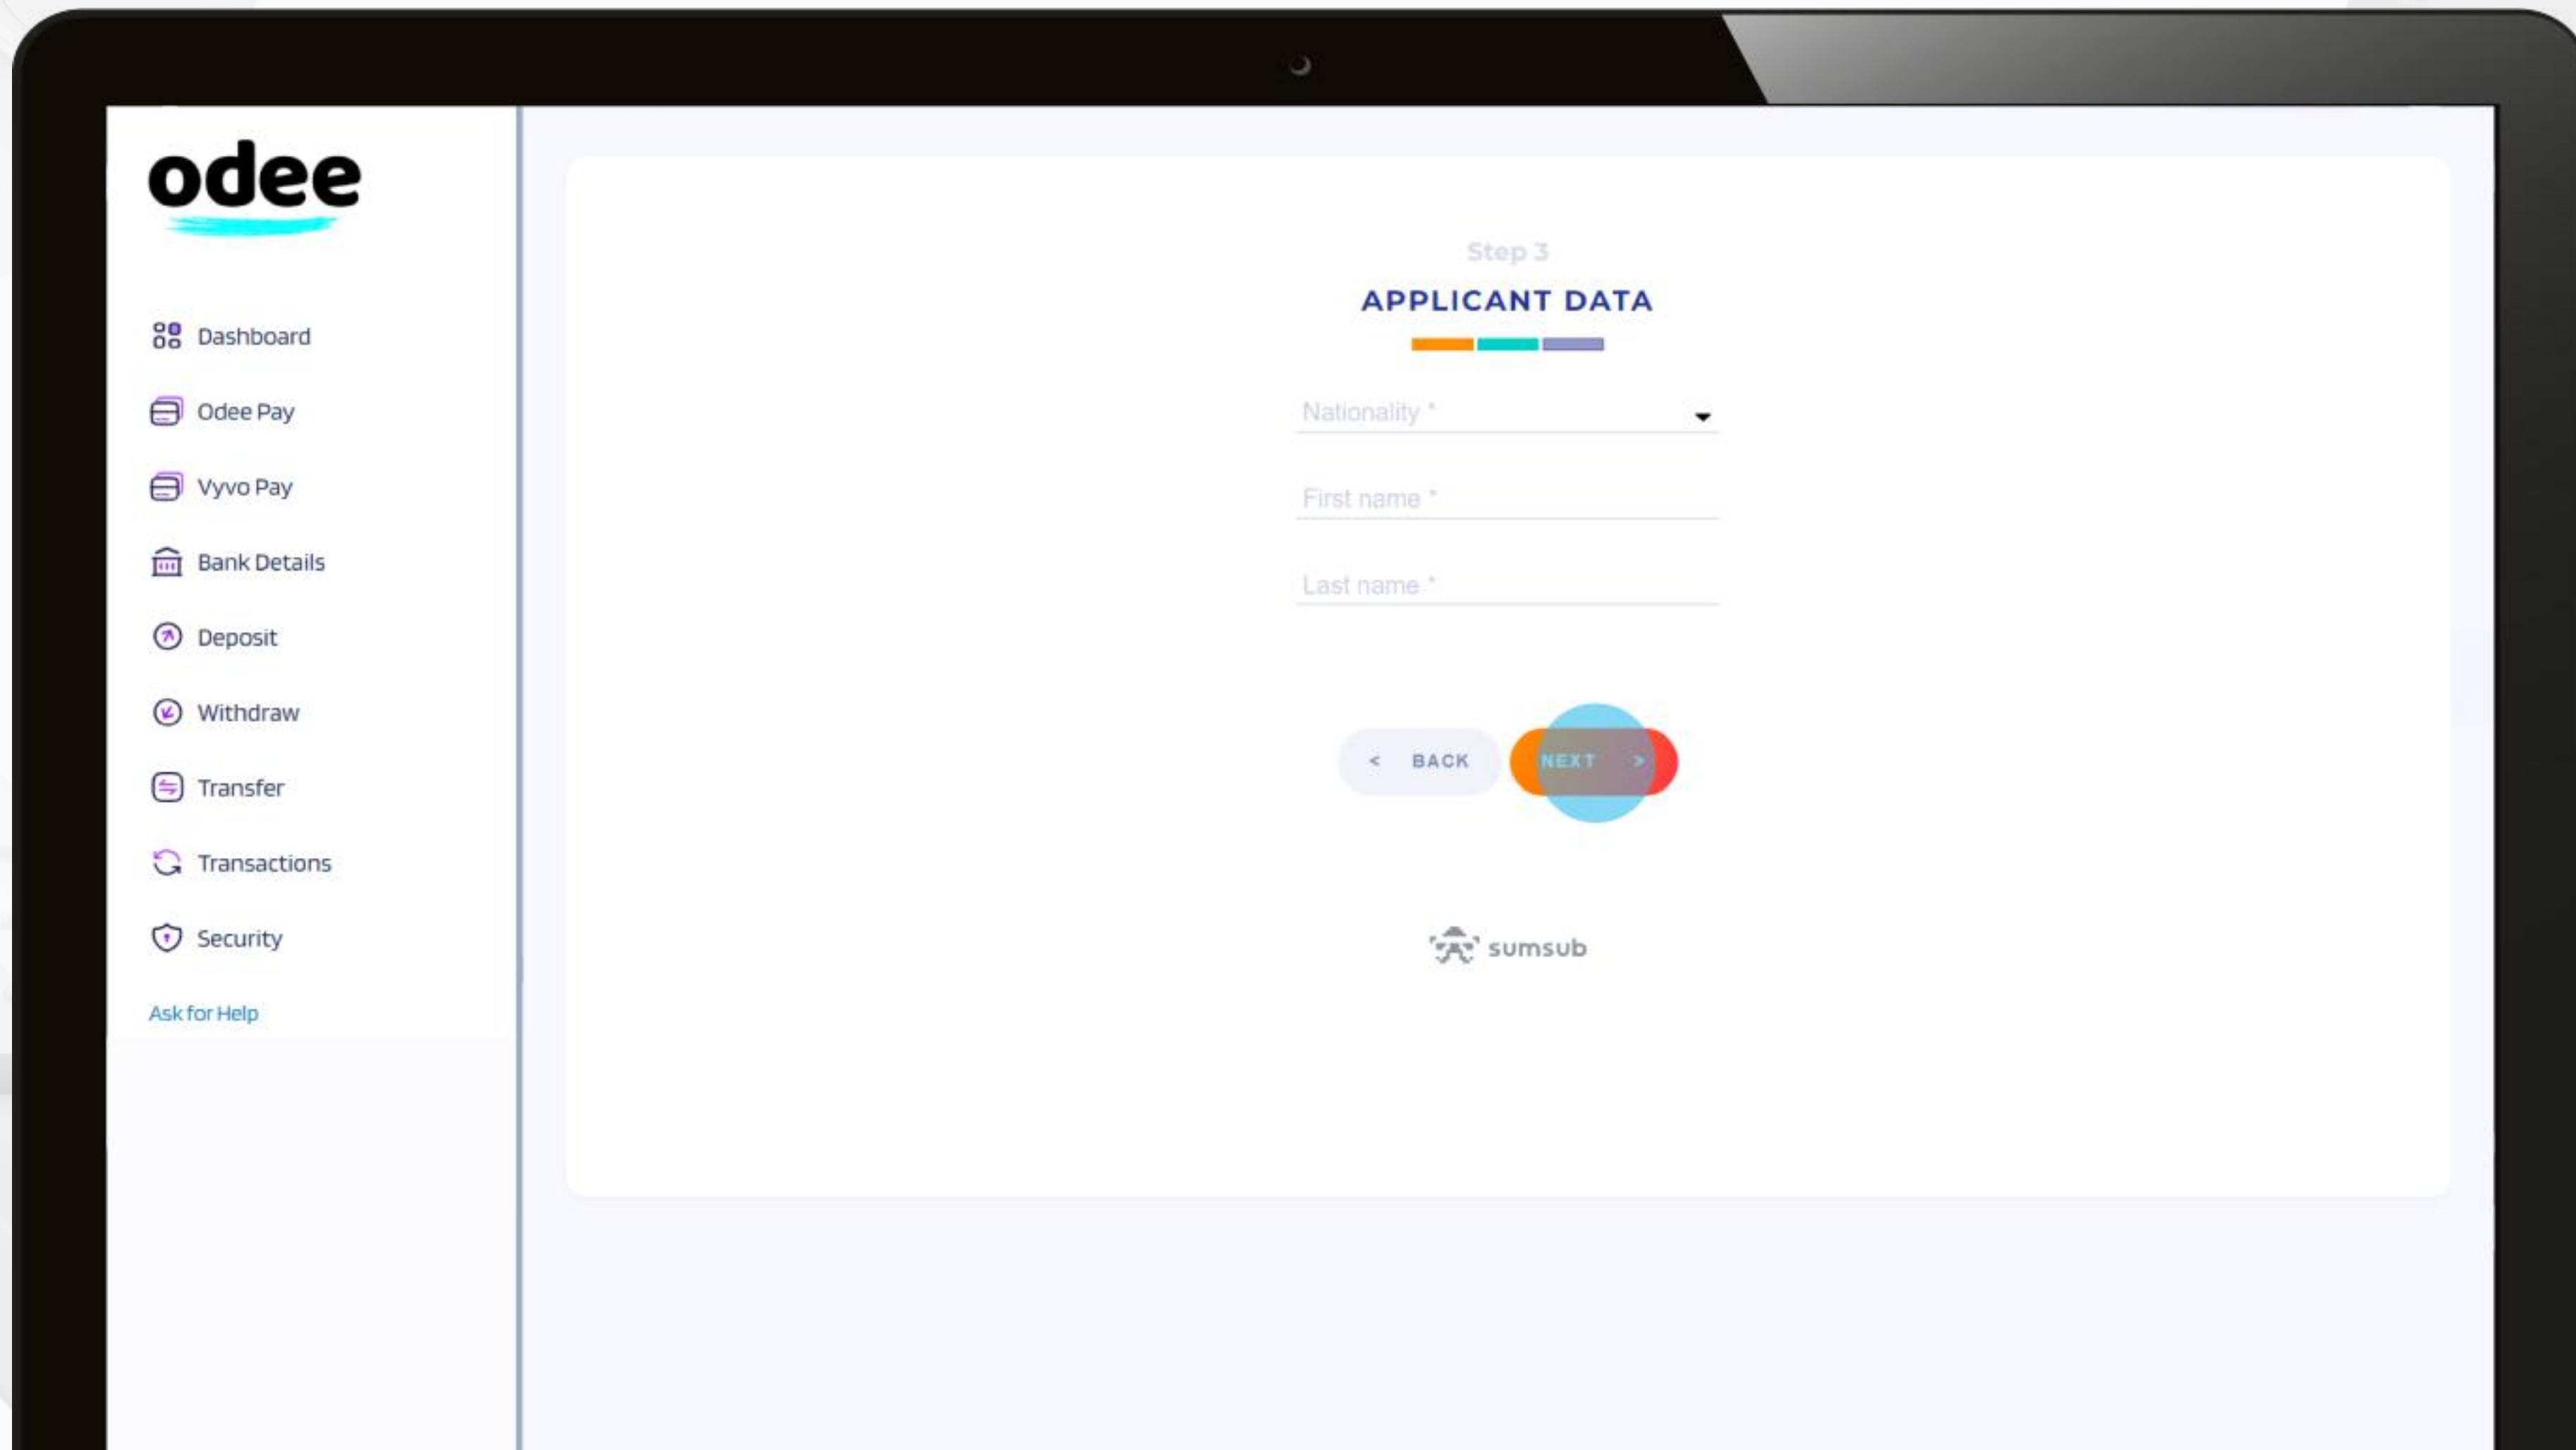 odee
Dashboard
Odee Pay
Vyvo Pay
Bank Details
Deposit
Withdraw
Transfer
Transactions
Security
Ask for Help
Step 3
APPLICANT DATA
Nationality *
First name *
Last name *
< BACK
NEXT >
sumsub